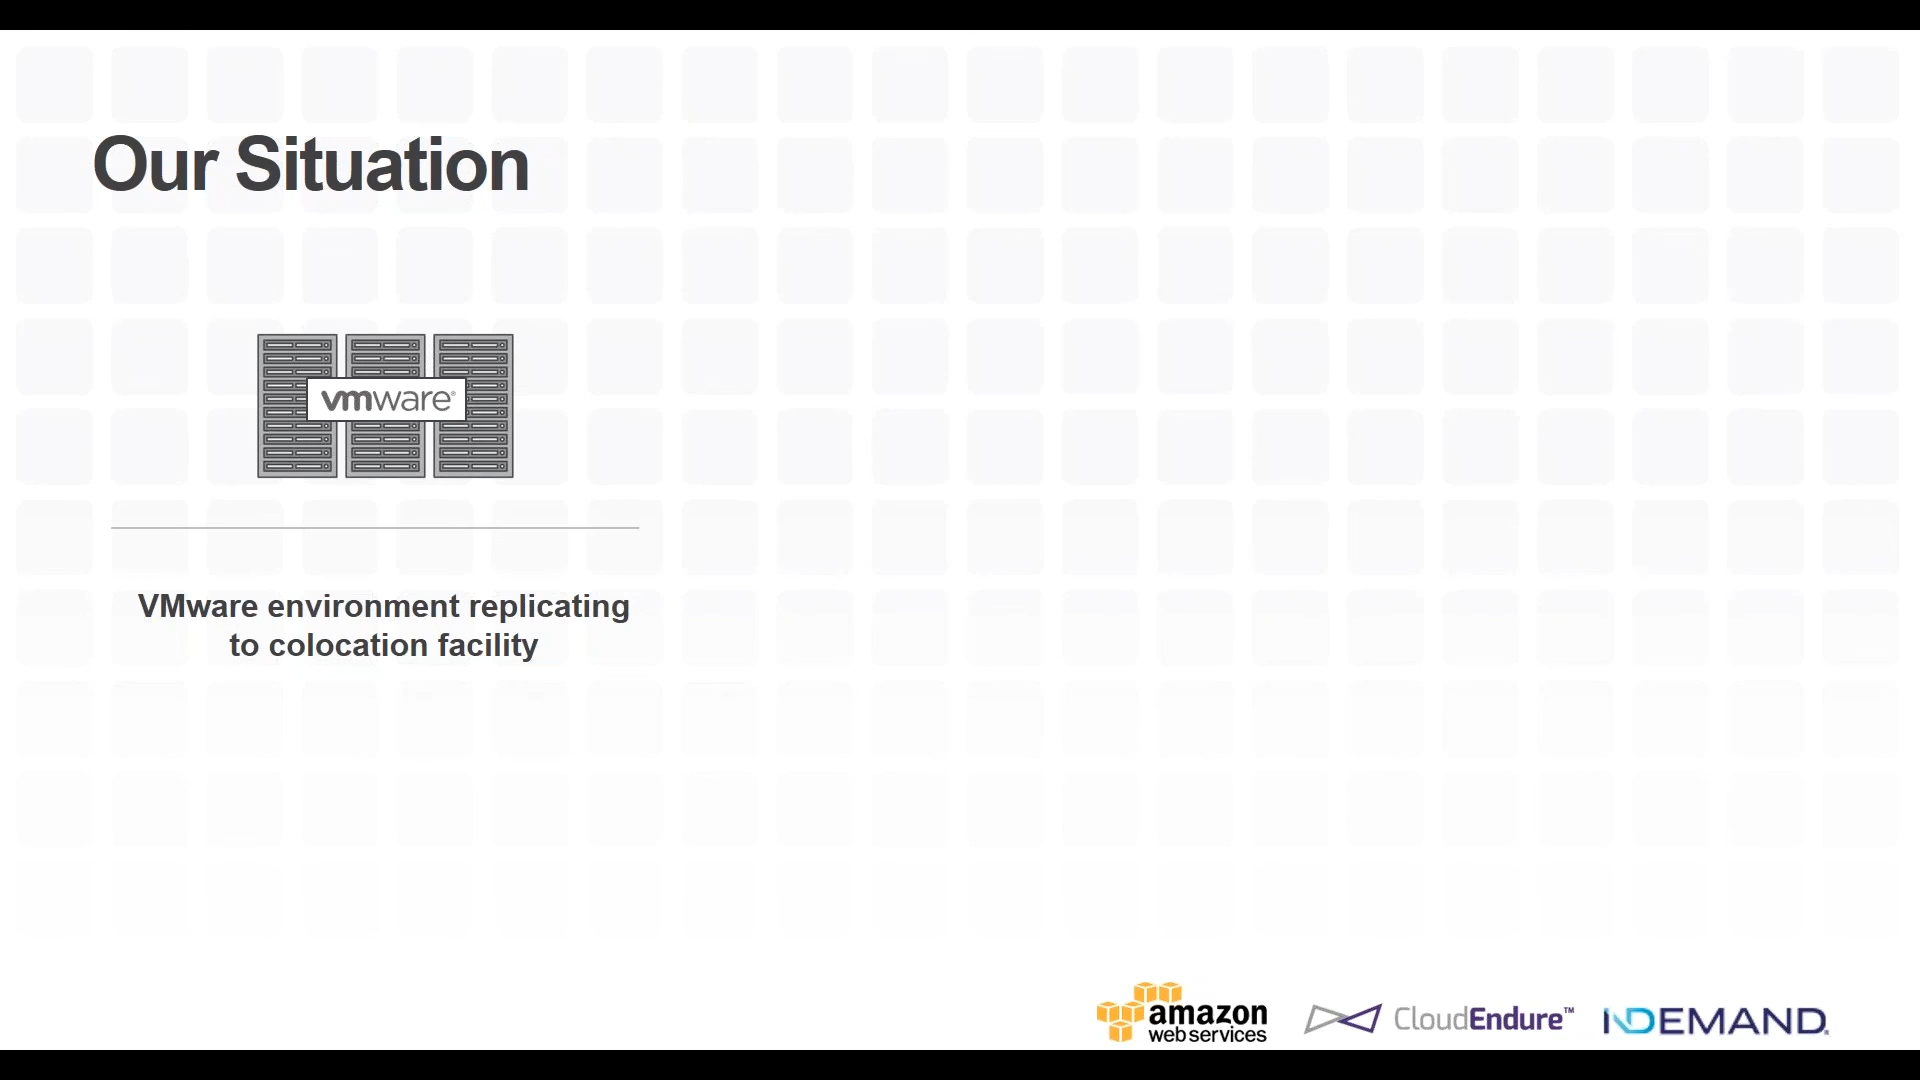 Our Situation
vmware®
VMware environment replicating
to colocation facility
amazon
web services
CloudEndure™
INDEMAND®